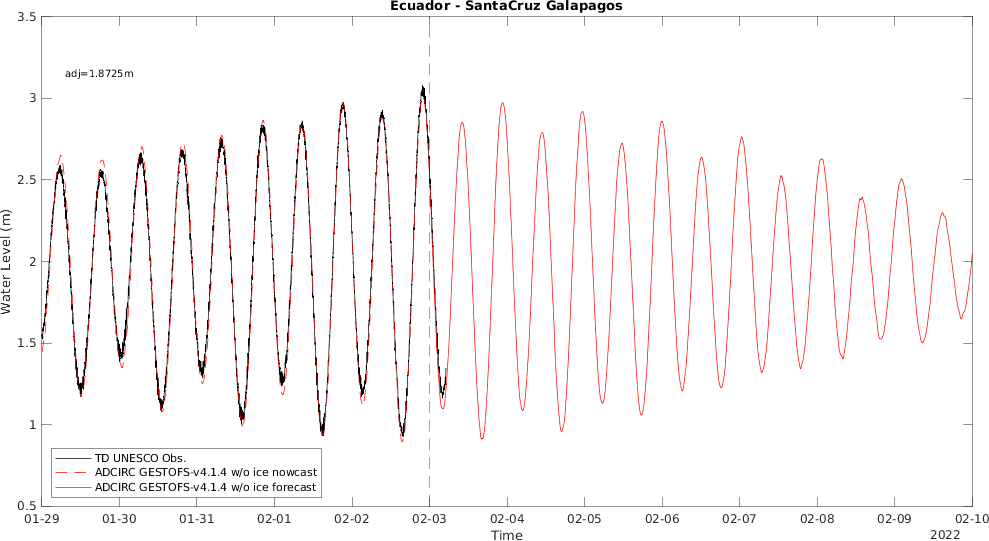 Ecuador - SantaCruz Galapagos
3.5
adj=1.8725m
3
2.5
2
Water Level (m)
1.5
1
TD UNESCO Obs.
ADCIRC GESTOFS-v4.1.4 w/o ice nowcast
ADCIRC GESTOFS-v4.1.4 w/o ice forecast
0.5
01-29 01-30 01-31 02-01 02-02 02-03 02-04 02-05 02-06 02-07 02-08 02-09 02-10
Time
2022